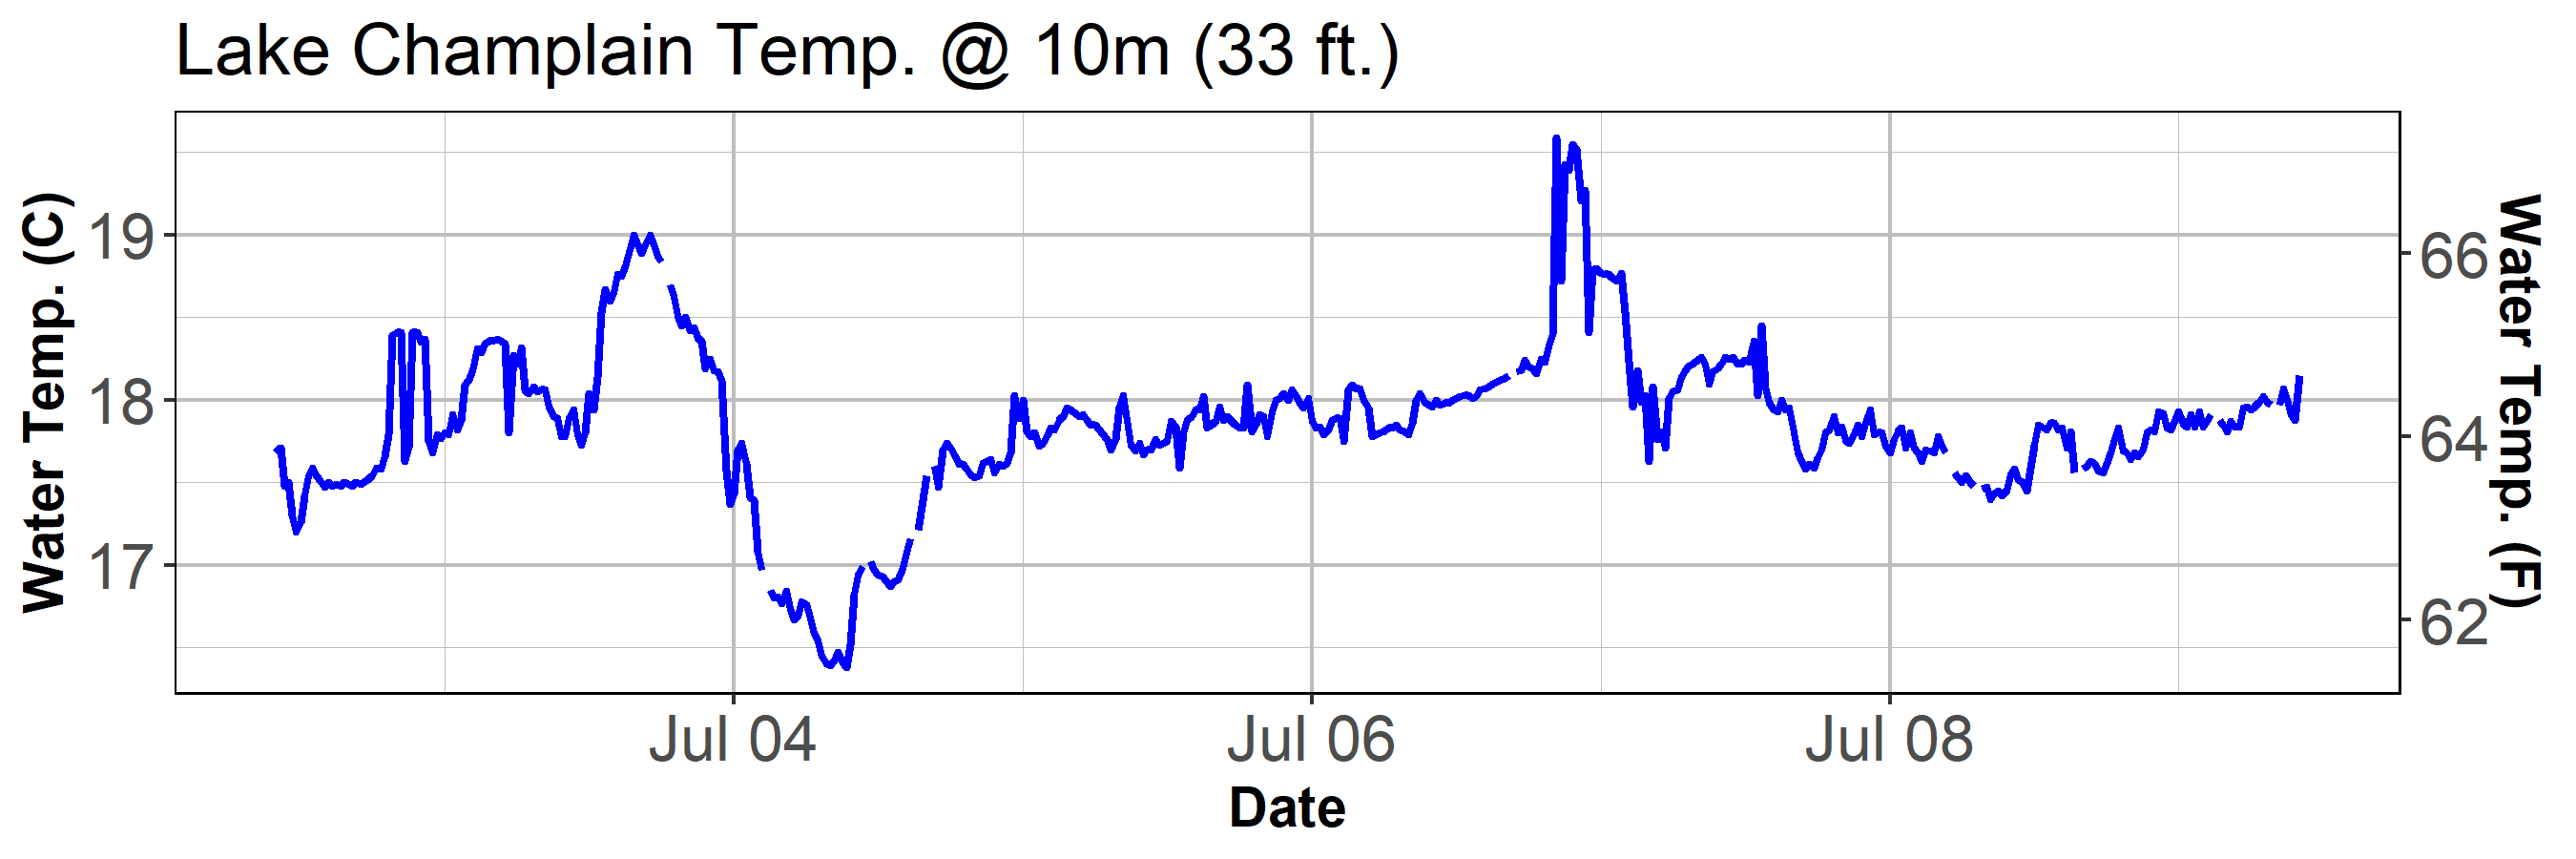 Lake Champlain Temp. @ 10m (33 ft.)
Water Temp. (C)
19
18
17
66
64
62
Water Temp. (F)
Jul 04
Jul 06
Jul 08
Date